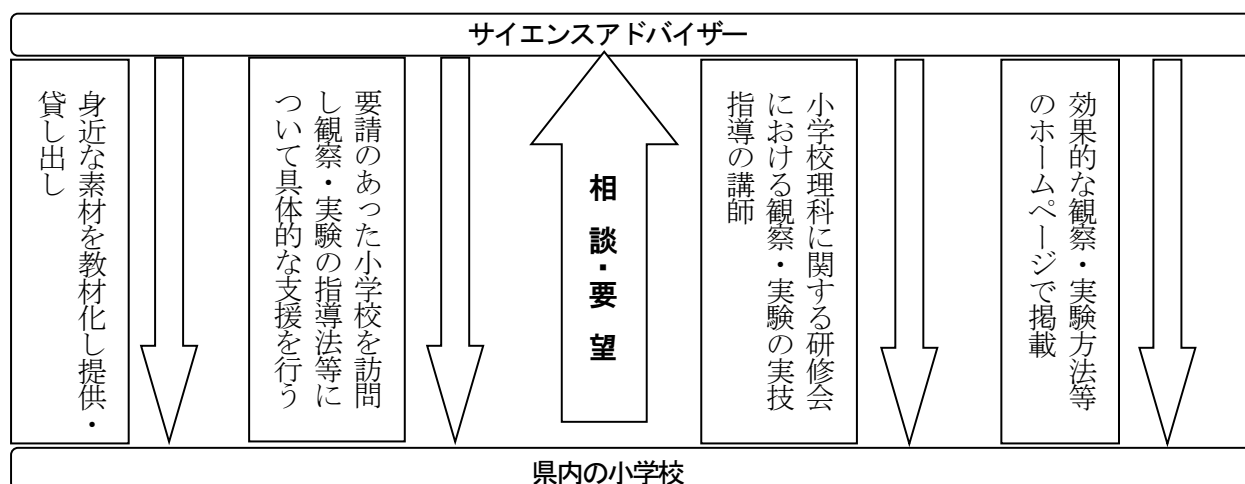 サイエンスアドバイザー
効果的な観察・実験方法等
のホームページで掲載
小学校理科に関する研修会
における観察・実験の実技
指導の講師
相談・要望
要請のあった小学校を訪問
し観察・実験の指導法等に
ついて具体的な支援を行う
身近な素材を教材化し提供・
貸し出し
県内の小学校